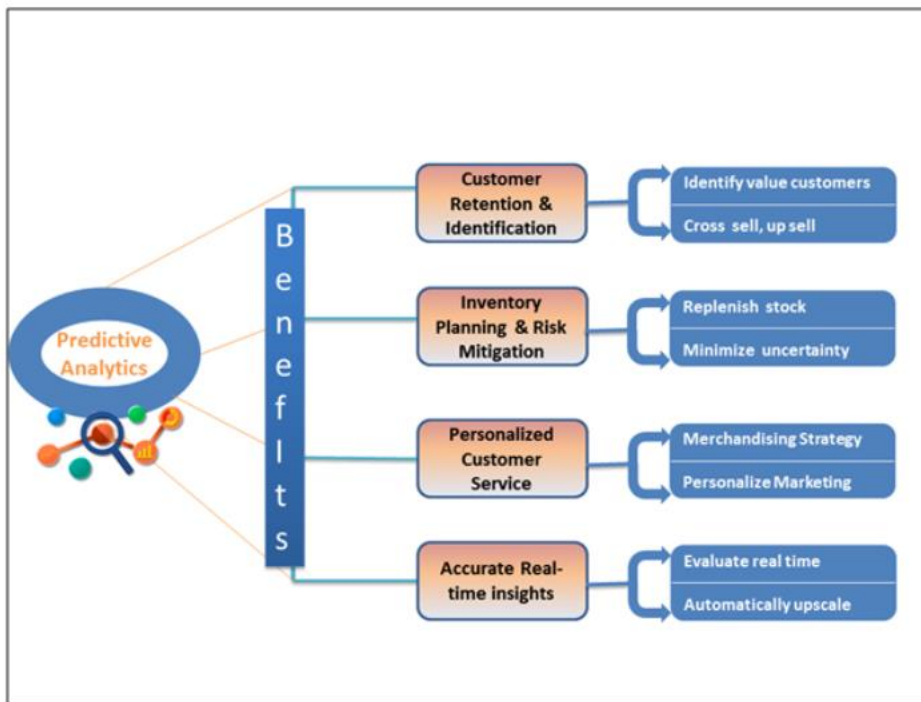 Predictive
Analytics
BenefIts
Customer
Retention &
Identification
Identify value customers
Cross sell, up sell
Inventory
Planning & Risk
Mitigation
Replenish stock
Minimize uncertainty
Personalized
Customer
Service
Merchandising Strategy
Personalize Marketing
Accurate Real-
time insights
Evaluate real time
Automatically upscale